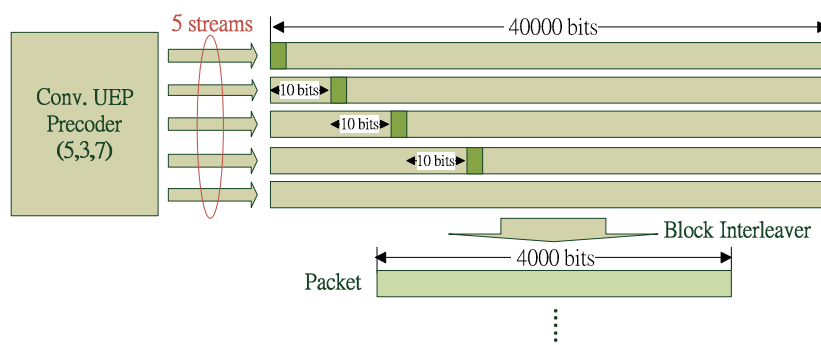 5 streams
40000 bits
Conv. UEP
Precoder
(5,3,7)
10 bits
10 bits
10 bits
Block Interleaver
4000 bits
Packet